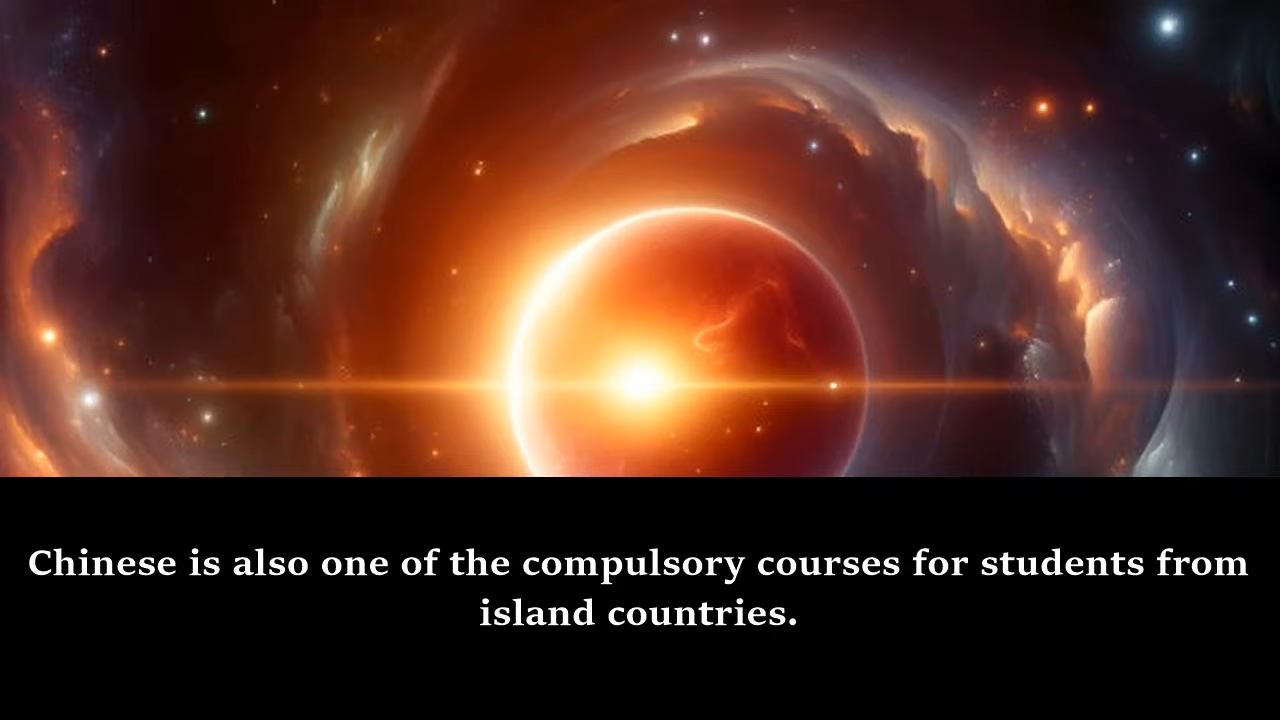 Chinese is also one of the compulsory courses for students from
island countries.